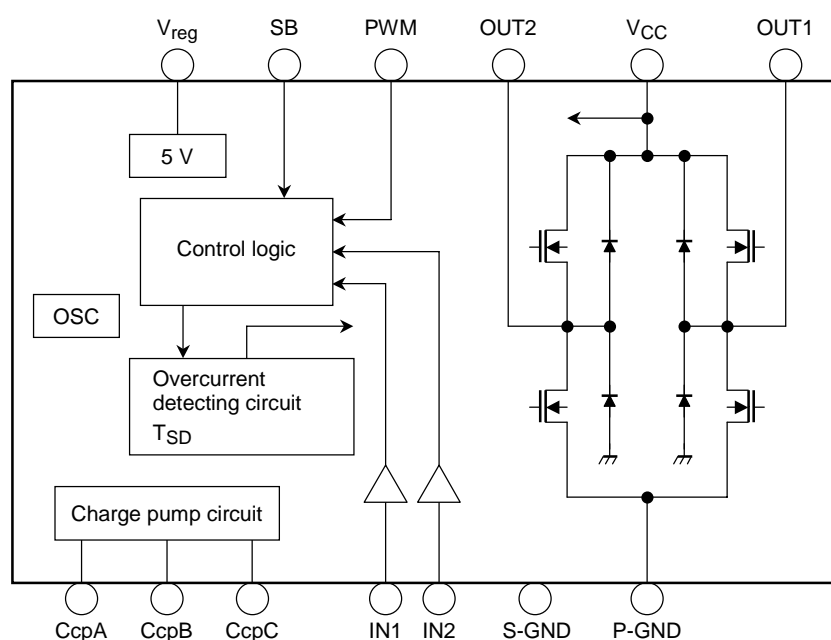 Vreg
SB
PWM
OUT2
VCC
OUT1
5 V
Control logic
OSC
Overcurrent
detecting circuit
TSD
Charge pump circuit
CcpA
CcpB
CcpC
IN1
IN2
S-GND
P-GND